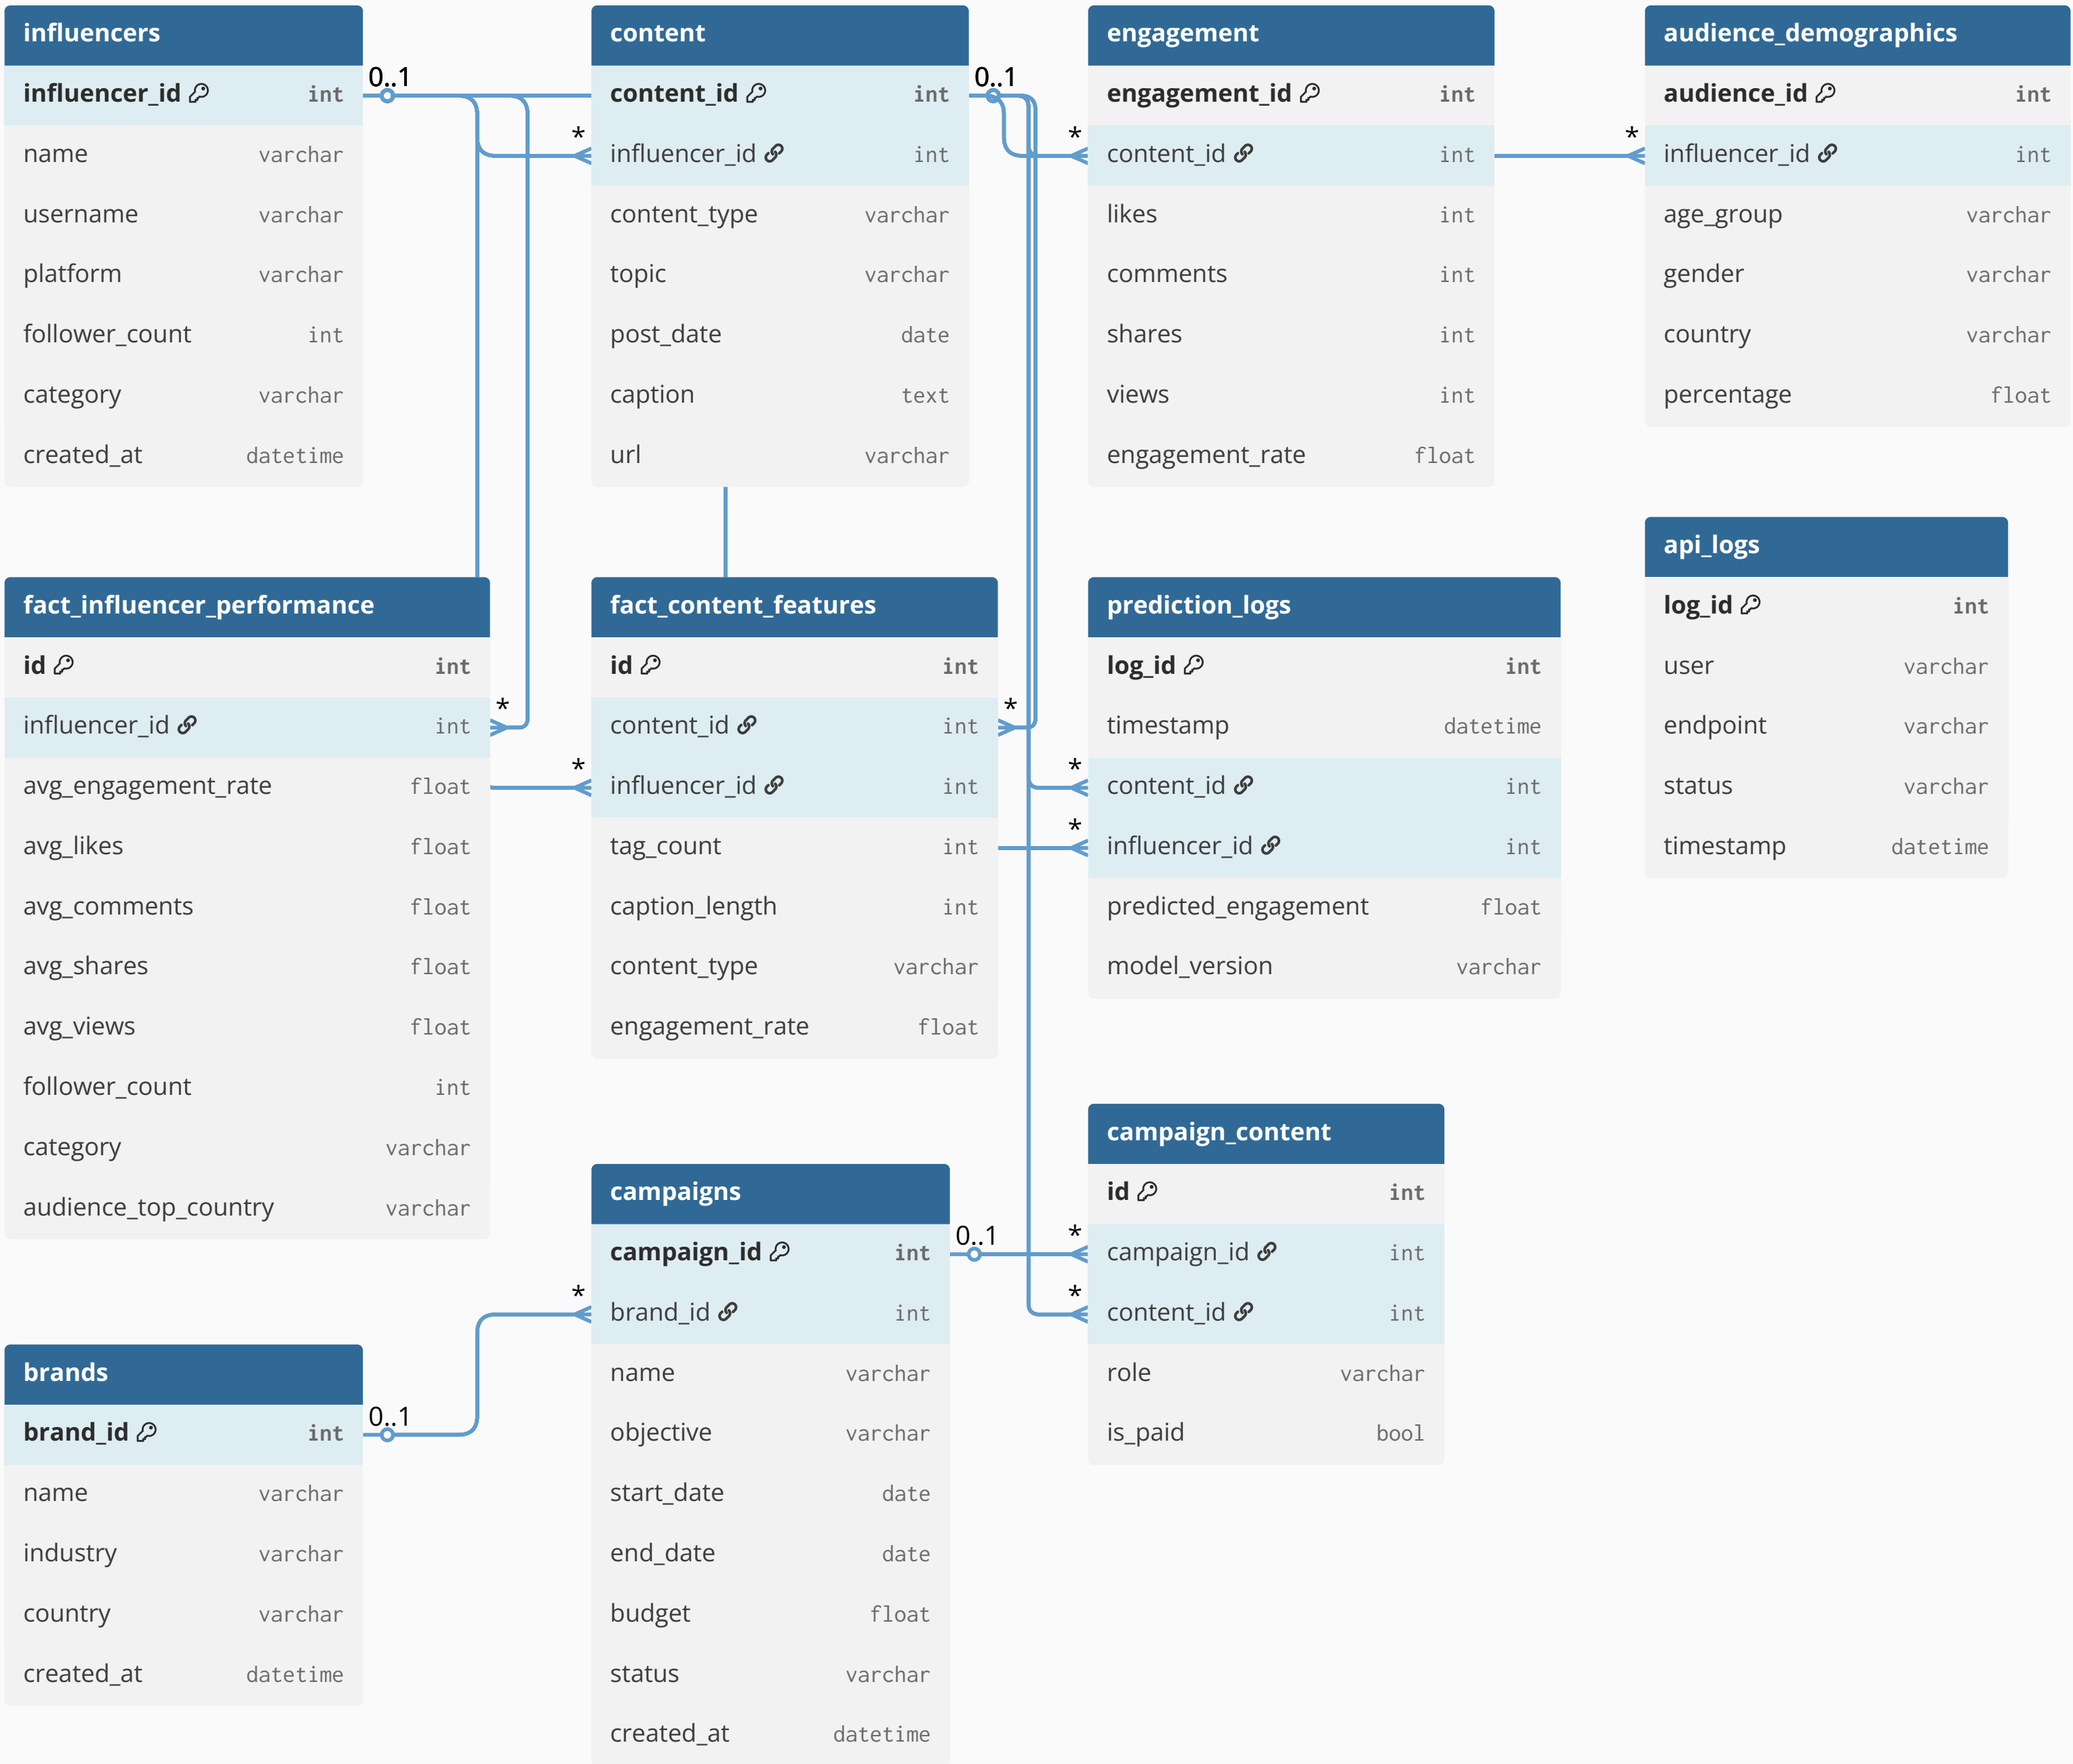 influencers
0..1
influencer_id int
name varchar
username varchar
platform varchar
follower_count int
category varchar
created_at datetime
content
0..1
content_id int
*
influencer_id int
content_type varchar
topic varchar
post_date date
caption text
url varchar
engagement
engagement_id int
*
content_id int
likes int
comments int
shares int
views int
engagement_rate float
audience_demographics
audience_id int
*
influencer_id int
age_group varchar
gender varchar
country varchar
percentage float
fact_influencer_performance
id int
*
influencer_id int
avg_engagement_rate float
avg_likes float
avg_comments float
avg_shares float
avg_views float
follower_count int
category varchar
audience_top_country varchar
fact_content_features
id int
*
content_id int
*
influencer_id int
tag_count int
caption_length int
content_type varchar
engagement_rate float
prediction_logs
log_id int
timestamp datetime
*
content_id int
*
influencer_id int
predicted_engagement float
model_version varchar
api_logs
log_id int
user varchar
endpoint varchar
status varchar
timestamp datetime
brands
0..1
brand_id int
name varchar
industry varchar
country varchar
created_at datetime
campaigns
0..1
campaign_id int
*
brand_id int
name varchar
objective varchar
start_date date
end_date date
budget float
status varchar
created_at datetime
campaign_content
id int
*
campaign_id int
*
content_id int
role varchar
is_paid bool